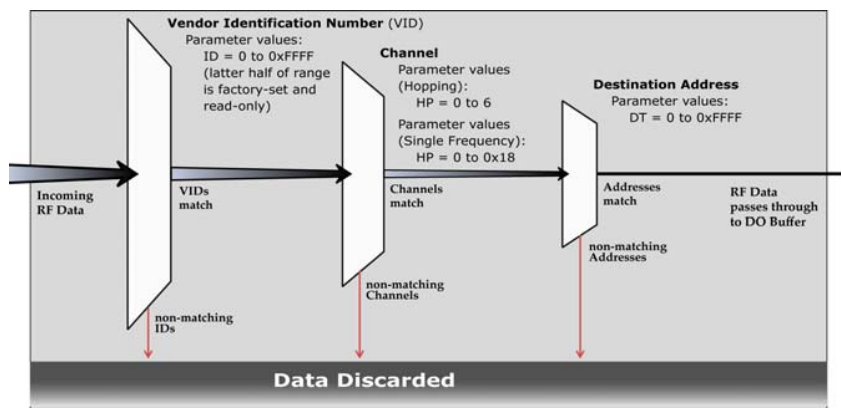 Vendor Identification Number (VID)
Parameter values:
ID = 0 to 0xFFFF
(latter half of range
is factory-set and
read-only)
Channel
Parameter values
(Hopping):
HP = 0 to 6
Parameter values
(Single Frequency):
HP = 0 to 0x18
Destination Address
Parameter values:
DT = 0 to 0xFFFF
Incoming
RF Data
VIDs
match
Channels
match
Addresses
match
RF Data
passes through
to DO Buffer
non-matching
IDs
non-matching
Channels
non-matching
Addresses
Data Discarded